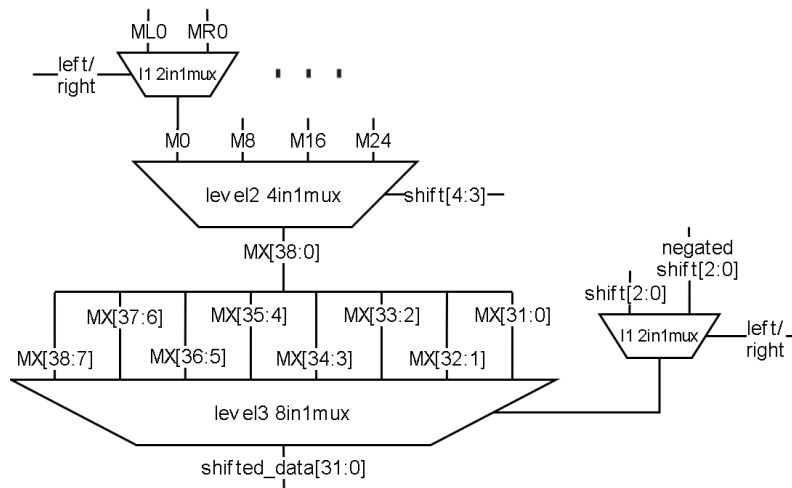 ML0 MR0
left/
right
l1 2in1mux
M0 M8 M16 M24
level2 4in1mux
shift[4:3]
MX[38:0]
negated
shift[2:0]
shift[2:0]
MX[37:6] MX[35:4] MX[33:2] MX[31:0]
l1 2in1mux
left/
right
MX[38:7] MX[36:5] MX[34:3] MX[32:1]
level3 8in1mux
shifted_data[31:0]